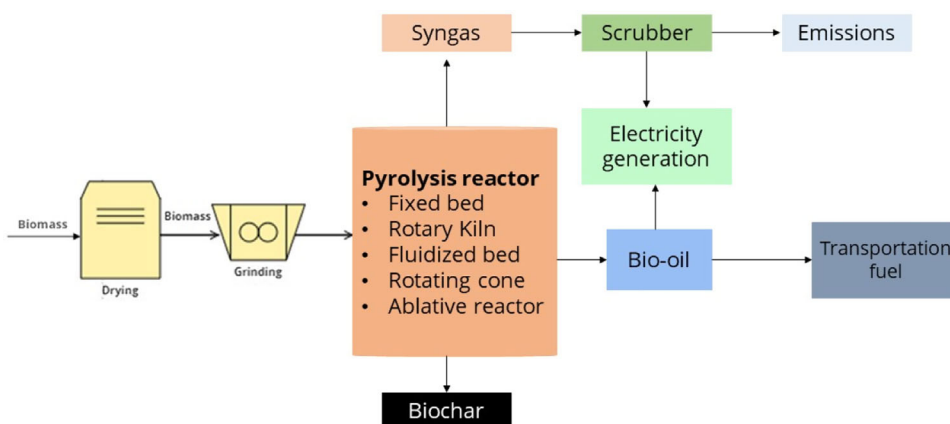 Syngas
Scrubber
Emissions
Electricity
generation
Pyrolysis reactor
• Fixed bed
• Rotary Kiln
• Fluidized bed
• Rotating cone
• Ablative reactor
Biomass
Drying
Biomass
Grinding
Bio-oil
Transportation
fuel
Biochar